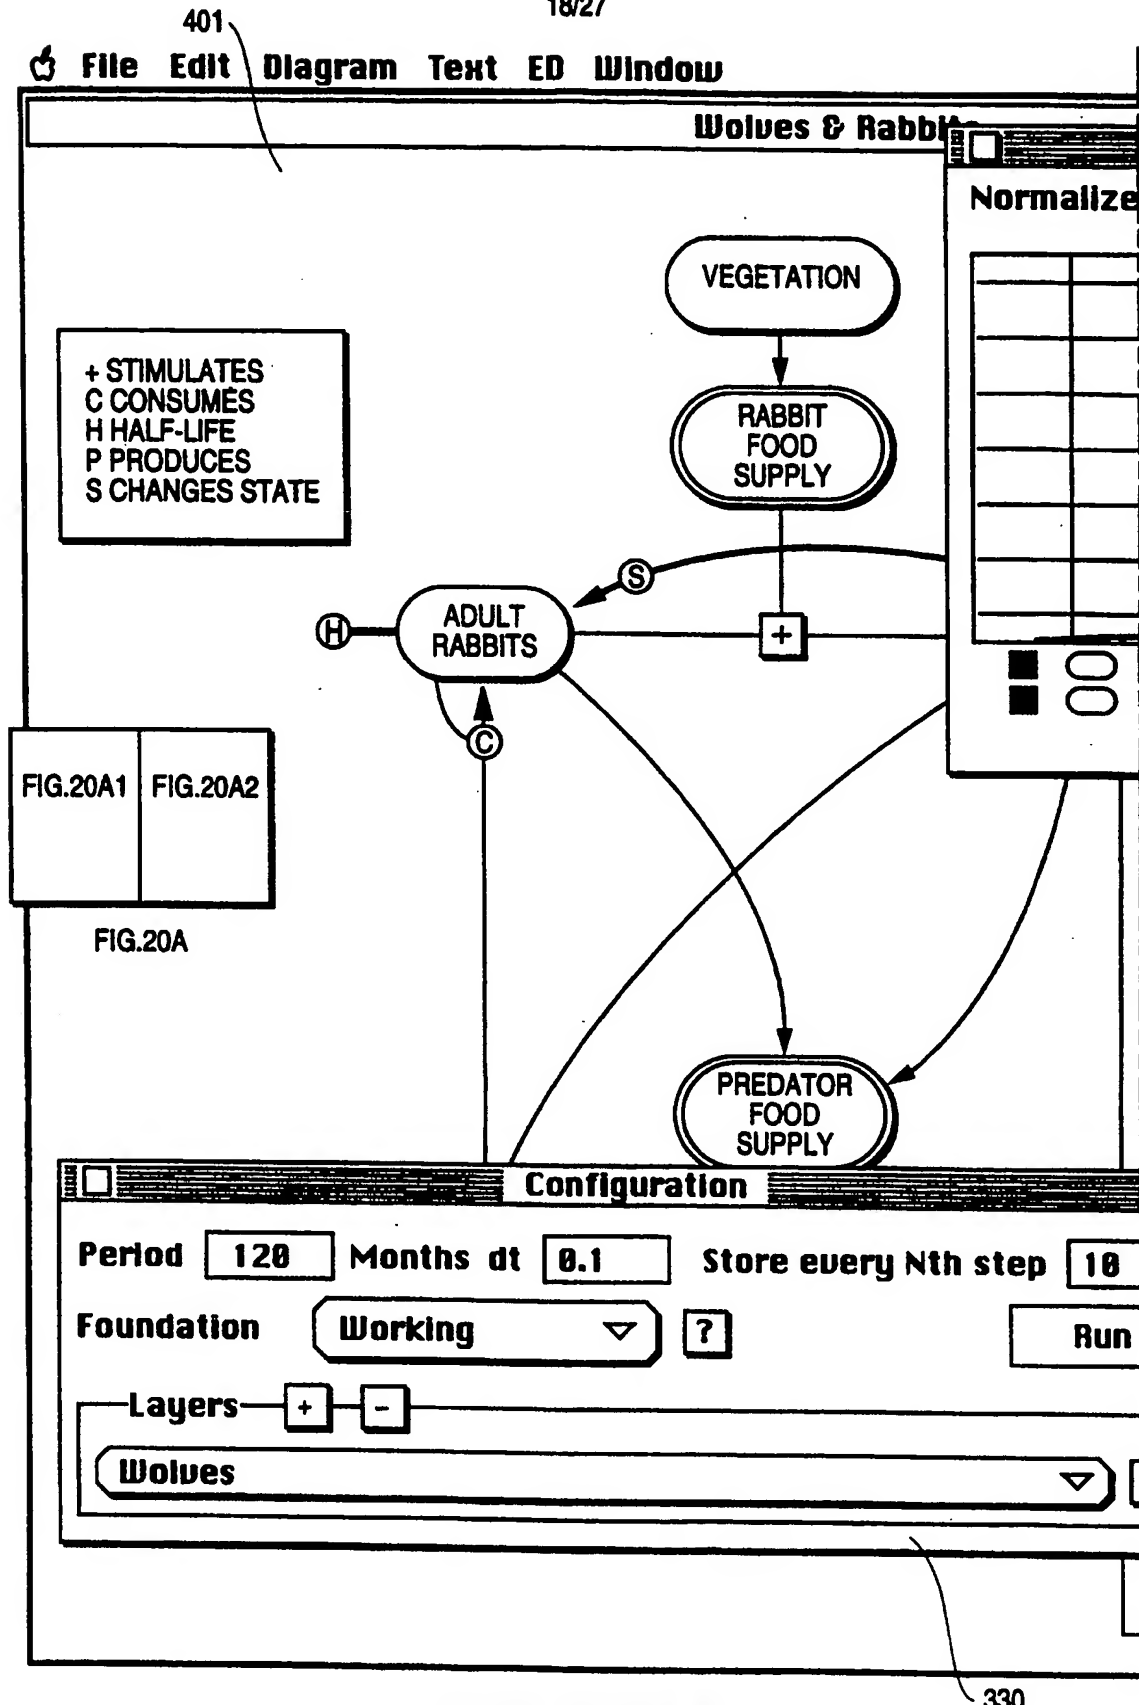 18/27
401
File Edit Diagram Text ED Window
Wolves & Rabbits
Normalize
VEGETATION
+ STIMULATES
C CONSUMES
H HALF-LIFE
P PRODUCES
S CHANGES STATE
RABBIT
FOOD
SUPPLY
S
H
ADULT
RABBITS
+
C
FIG.20A1 FIG.20A2
FIG.20A
PREDATOR
FOOD
SUPPLY
Configuration
Period 120 Months dt 0.1 Store every Nth step 10
Foundation Working ? Run
Layers + -
Wolves
330